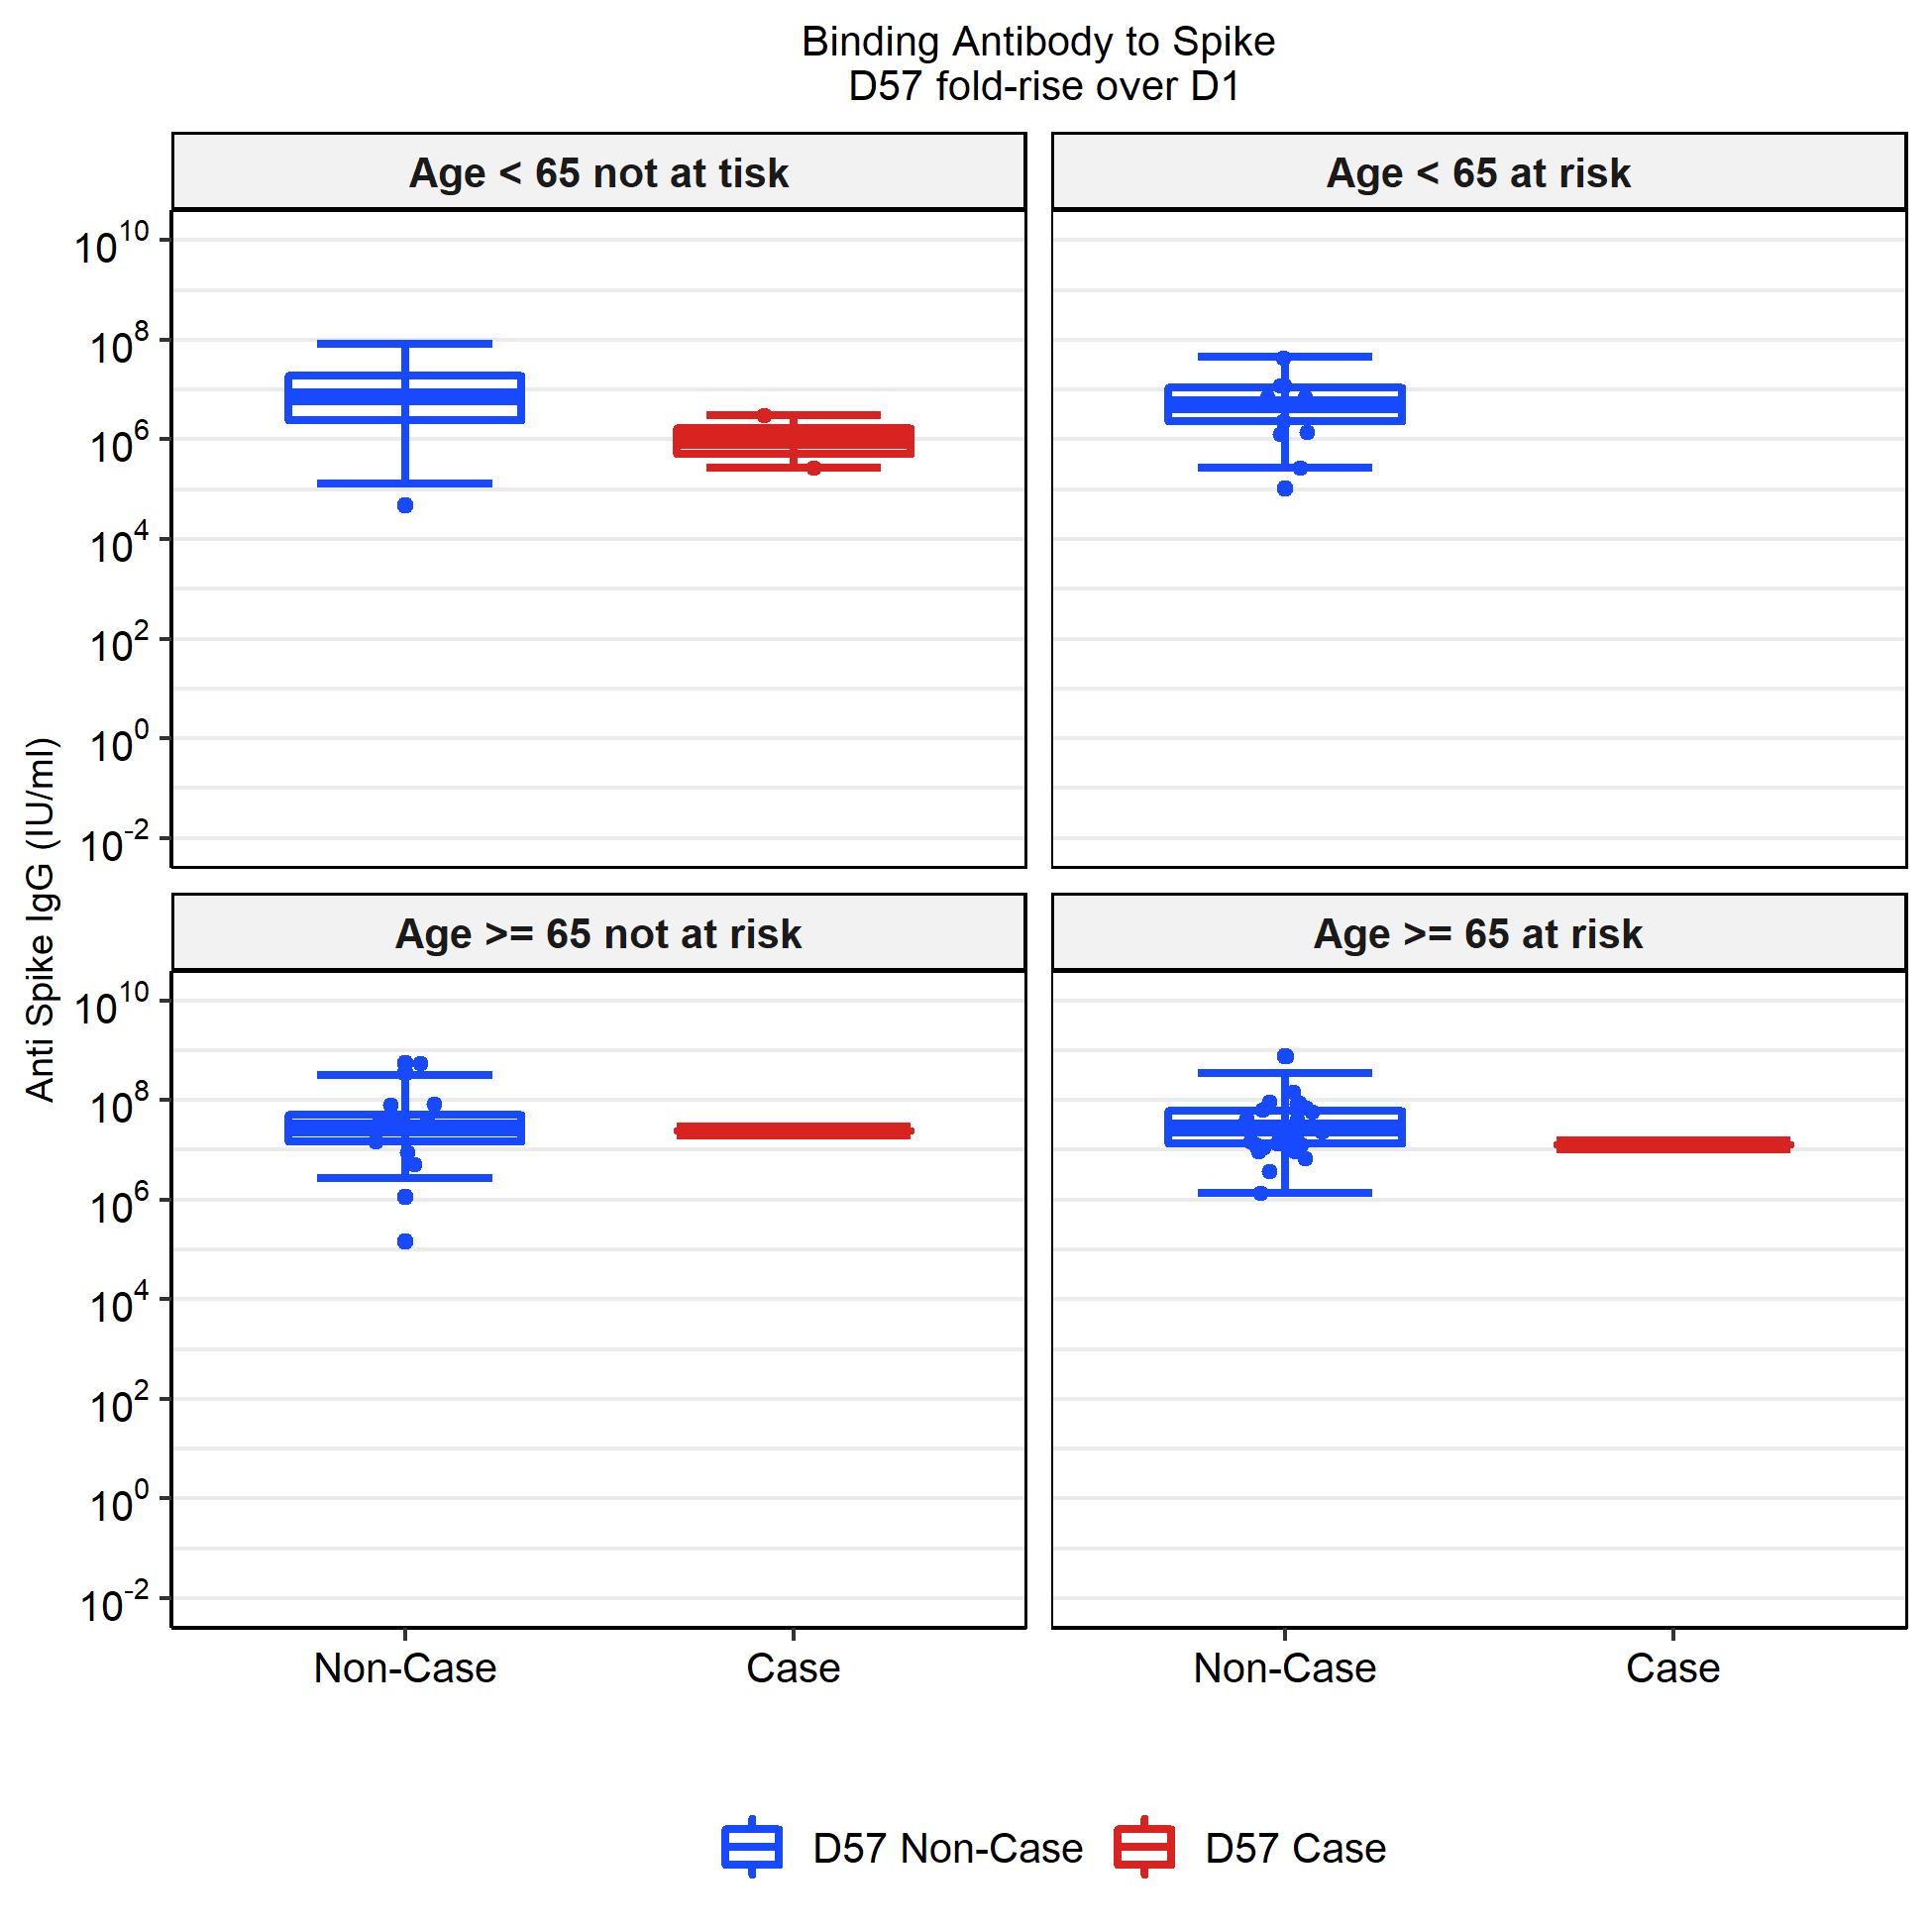 Binding Antibody to Spike
D57 fold-rise over D1
Age < 65 not at tisk
Age < 65 at risk
10^10
10^8
10^6
10^4
10^2
10^0
10^-2
Anti Spike IgG (IU/ml)
Age >= 65 not at risk
Age >= 65 at risk
10^10
10^8
10^6
10^4
10^2
10^0
10^-2
Non-Case Case Non-Case Case
D57 Non-Case D57 Case